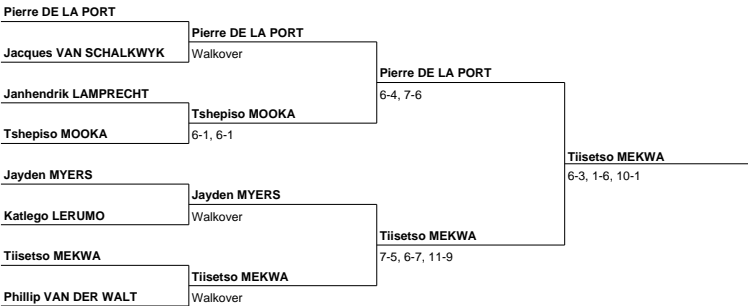 Pierre DE LA PORT
Pierre DE LA PORT
Jacques VAN SCHALKWYK
Walkover
Pierre DE LA PORT
Janhendrik LAMPRECHT
6-4, 7-6
Tshepiso MOOKA
Tshepiso MOOKA
6-1, 6-1
Tiisetso MEKWA
Jayden MYERS
6-3, 1-6, 10-1
Jayden MYERS
Katlego LERUMO
Walkover
Tiisetso MEKWA
Tiisetso MEKWA
7-5, 6-7, 11-9
Tiisetso MEKWA
Phillip VAN DER WALT
Walkover